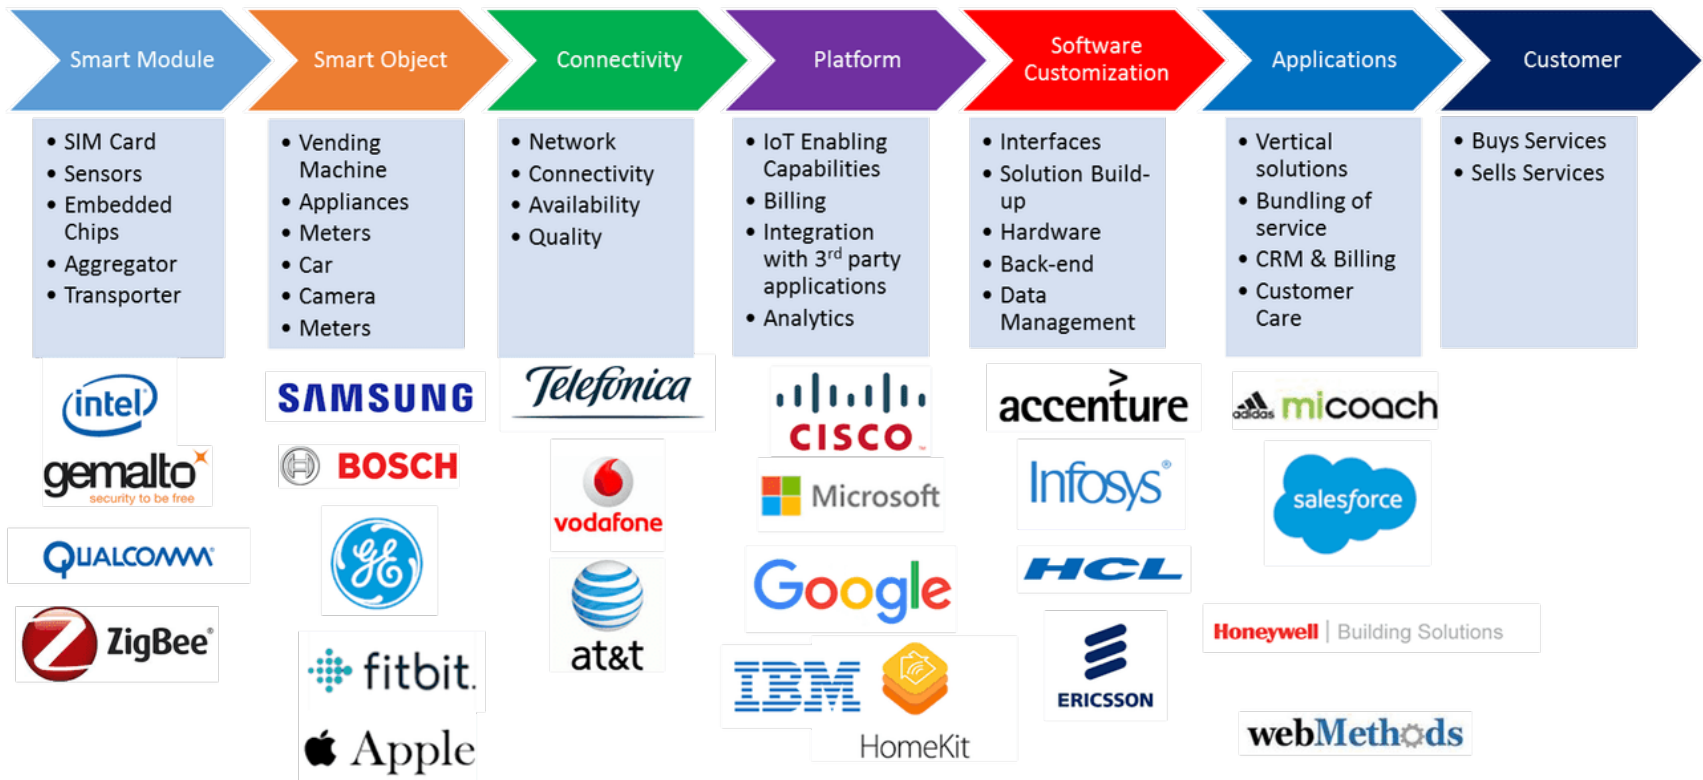 Smart Module
Smart Object
Connectivity
Platform
Software
Customization
Applications
Customer
• SIM Card
• Sensors
• Embedded
Chips
• Aggregator
• Transporter
• Vending
Machine
• Appliances
• Meters
• Car
• Camera
• Meters
• Network
• Connectivity
• Availability
• Quality
• IoT Enabling
Capabilities
• Billing
• Integration
with 3rd party
applications
• Analytics
• Interfaces
• Solution Build-
up
• Hardware
• Back-end
• Data
Management
• Vertical
solutions
• Bundling of
service
• CRM & Billing
• Customer
Care
• Buys Services
• Sells Services
intel
gemalto
security to be free
QUALCOMM®
ZigBee®
SAMSUNG
BOSCH
GE
fitbit.
Apple
Telefónica
vodafone
at&t
CISCO™
Microsoft
Google
IBM
HomeKit
accenture
Infosys®
HCL
ERICSSON
adidas micoach
salesforce
Honeywell | Building Solutions
webMethods